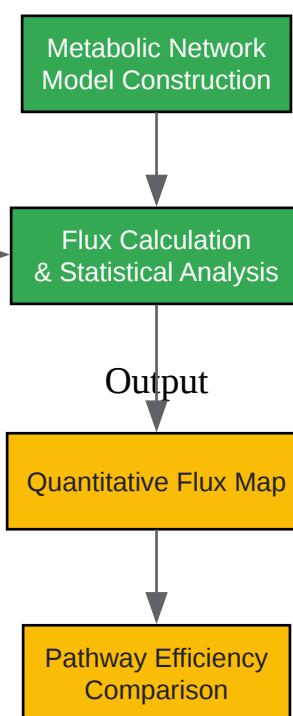 Metabolic Network
Model Construction
Flux Calculation
& Statistical Analysis
Output
Quantitative Flux Map
Pathway Efficiency
Comparison